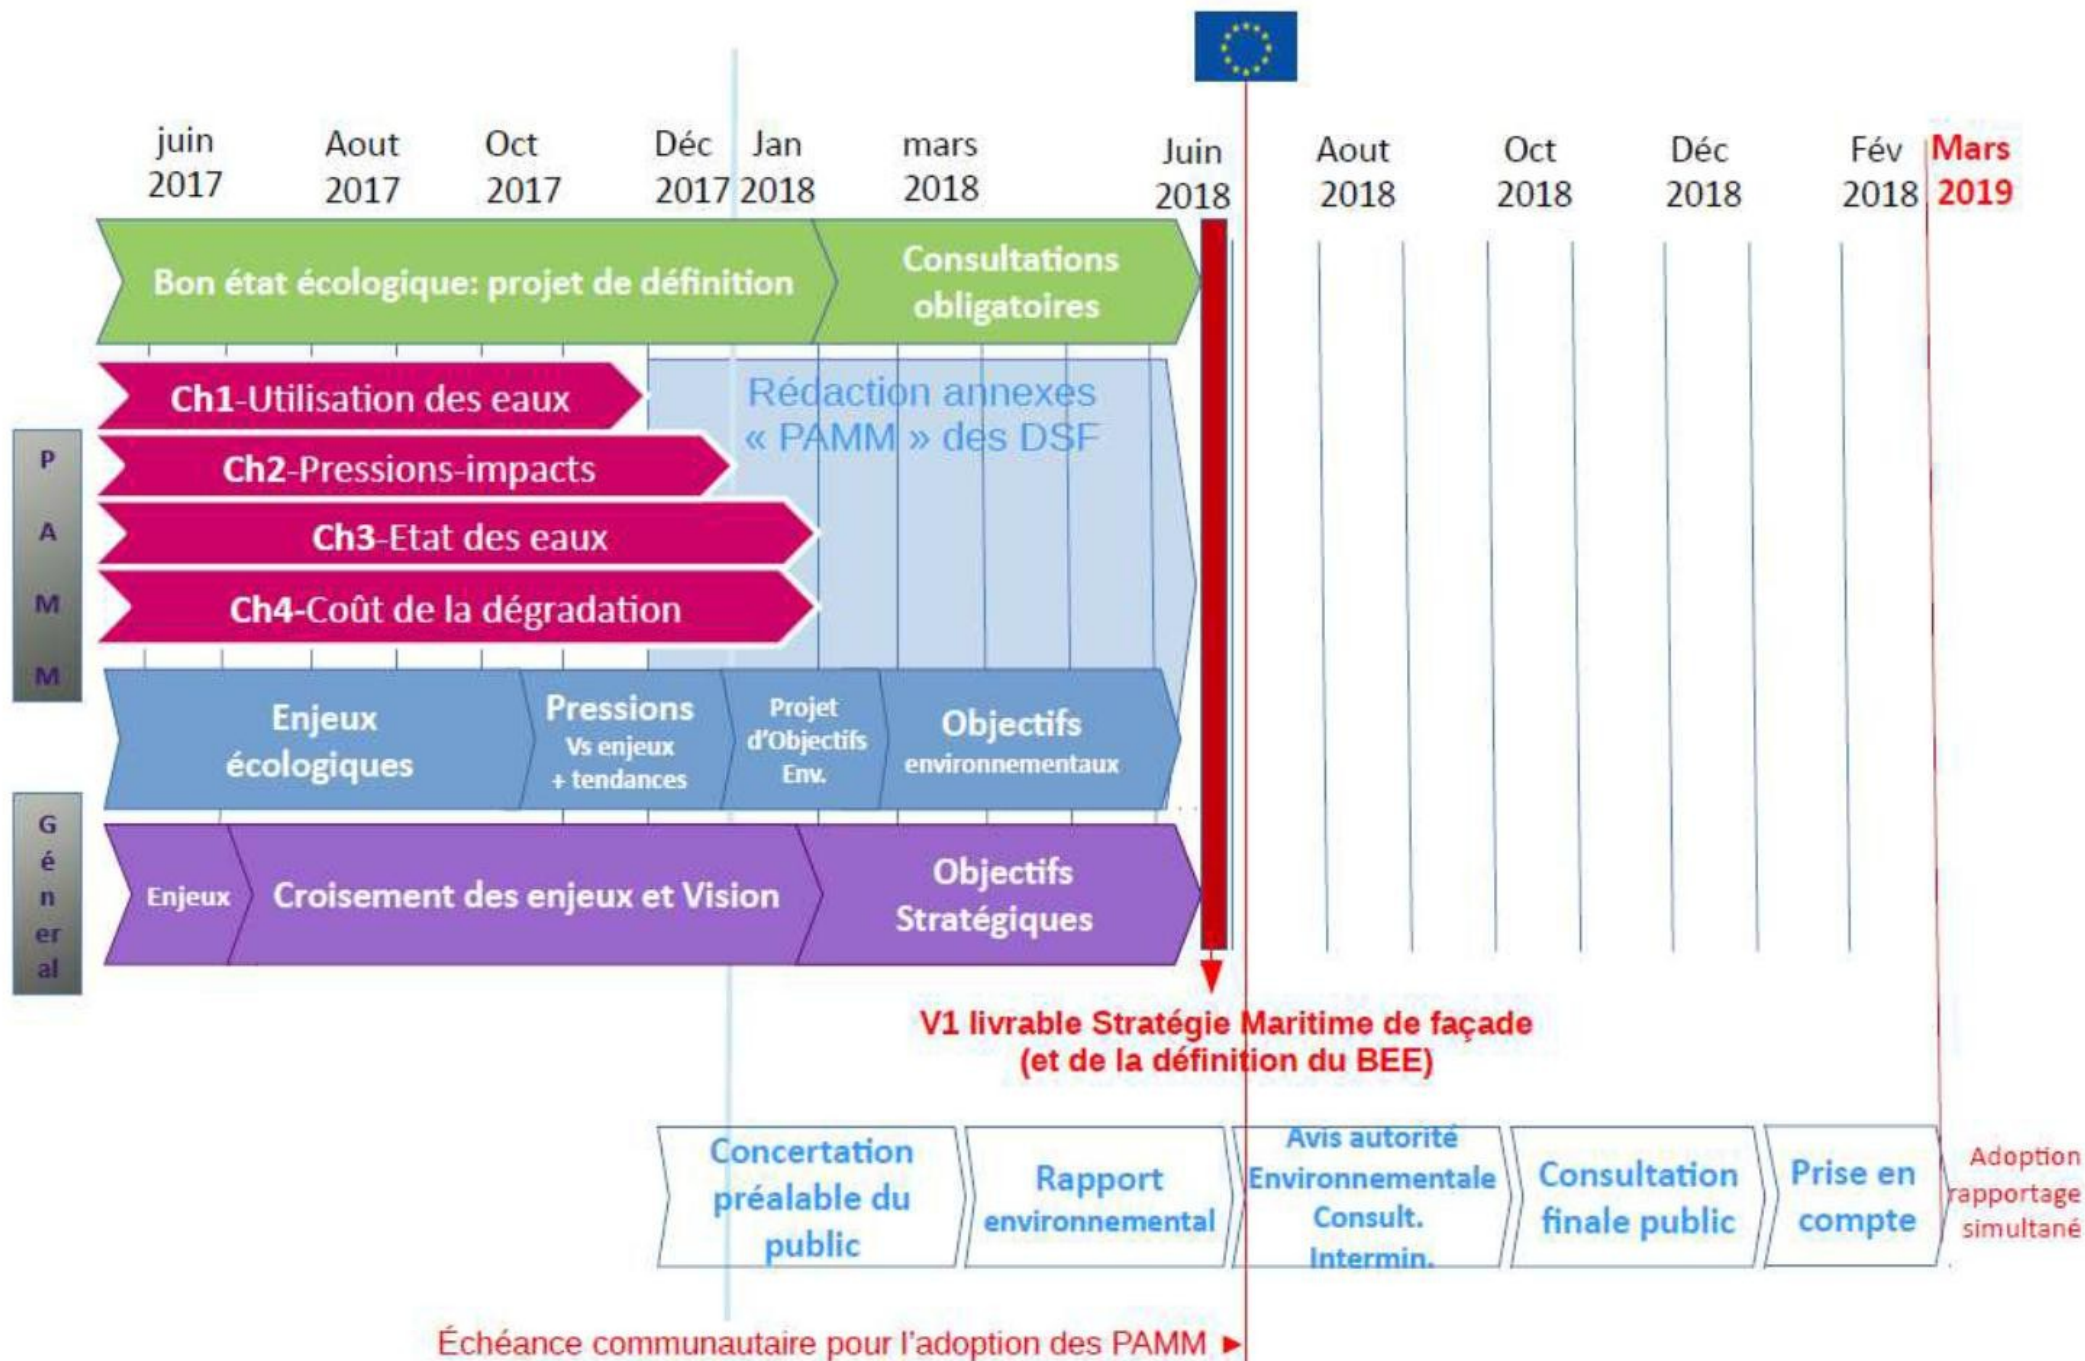 juin
2017
Aout
2017
Oct
2017
Déc
2017
Jan
2018
mars
2018
Juin
2018
Aout
2018
Oct
2018
Déc
2018
Fév
2018
Mars
2019
Bon état écologique: projet de définition
Consultations
obligatoires
Ch1-Utilisation des eaux
Ch2-Pressions-impacts
Ch3-Etat des eaux
Ch4-Coût de la dégradation
Rédaction annexes
« PAMM » des DSF
P
A
M
M
Enjeux
écologiques
Pressions
Vs enjeux
+ tendances
Projet
d'Objectifs
Env.
Objectifs
environnementaux
G
é
n
er
al
Enjeux
Croisement des enjeux et Vision
Objectifs
Stratégiques
V1 livrable Stratégie Maritime de façade
(et de la définition du BEE)
Concertation
préalable du
public
Rapport
environnemental
Avis autorité
Environnementale
Consult.
Intermin.
Consultation
finale public
Prise en
compte
Adoption
rapportage
simultané
Échéance communautaire pour l'adoption des PAMM ►